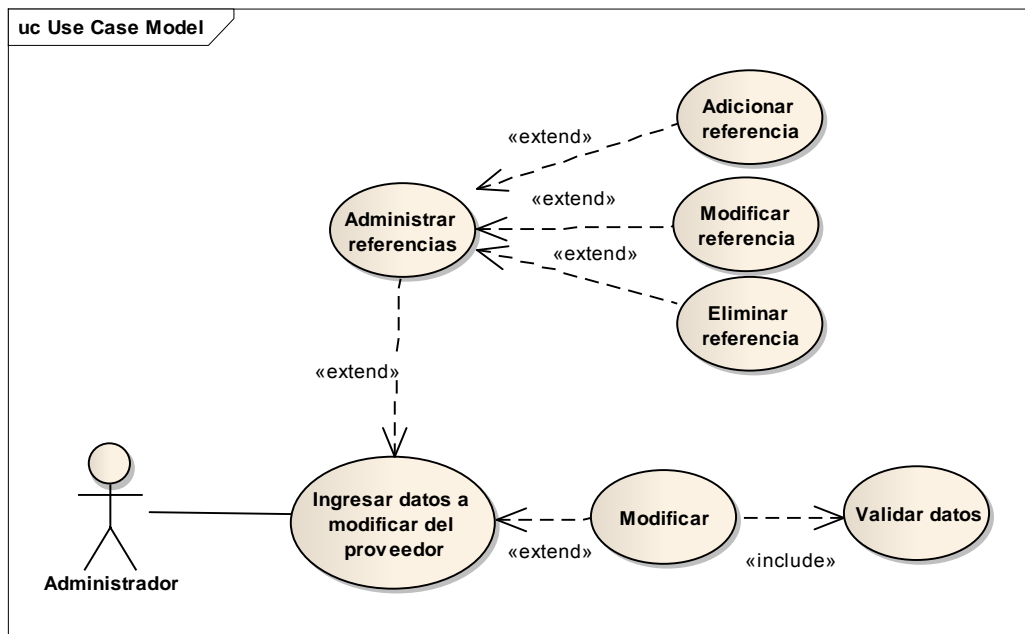 uc Use Case Model
Adicionar
referencia
«extend»
Administrar
referencias
«extend»
Modificar
referencia
«extend»
Eliminar
referencia
«extend»
Administrador
Ingresar datos a
modificar del
proveedor
«extend»
Modificar
«include»
Validar datos